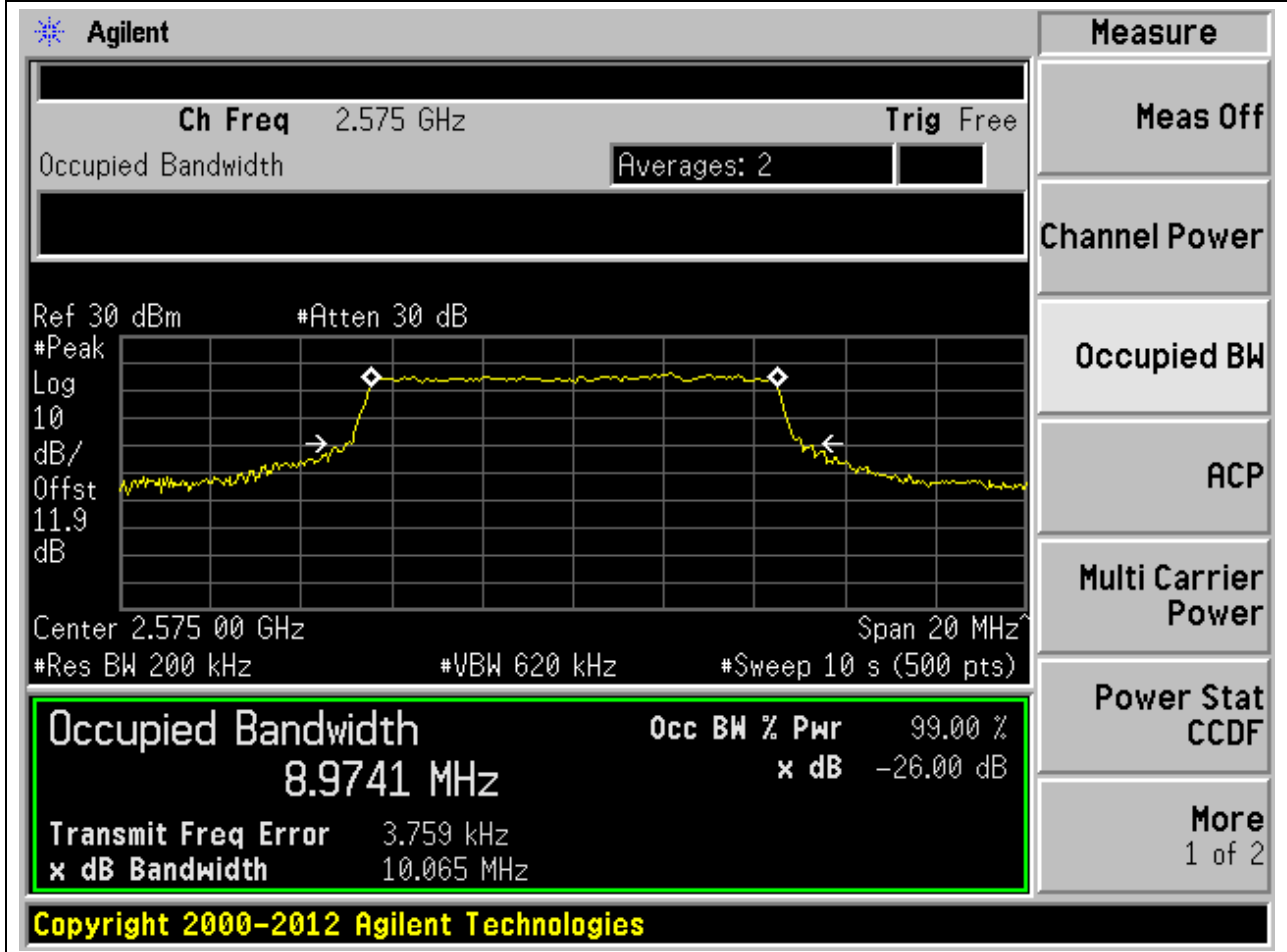 Agilent
Measure
Ch Freq 2.575 GHz Trig Free
Occupied Bandwidth Averages: 2
Meas Off
Channel Power
Ref 30 dBm #Atten 30 dB
#Peak
Log
10
dB/
Offst
11.9
dB
Occupied BW
ACP
Multi Carrier
Power
Center 2.575 00 GHz Span 20 MHz^
#Res BW 200 kHz #VBW 620 kHz #Sweep 10 s (500 pts)
Power Stat
CCDF
Occupied Bandwidth Occ BW % Pwr 99.00 %
8.9741 MHz x dB -26.00 dB
Transmit Freq Error 3.759 kHz
x dB Bandwidth 10.065 MHz
More
1 of 2
Copyright 2000-2012 Agilent Technologies